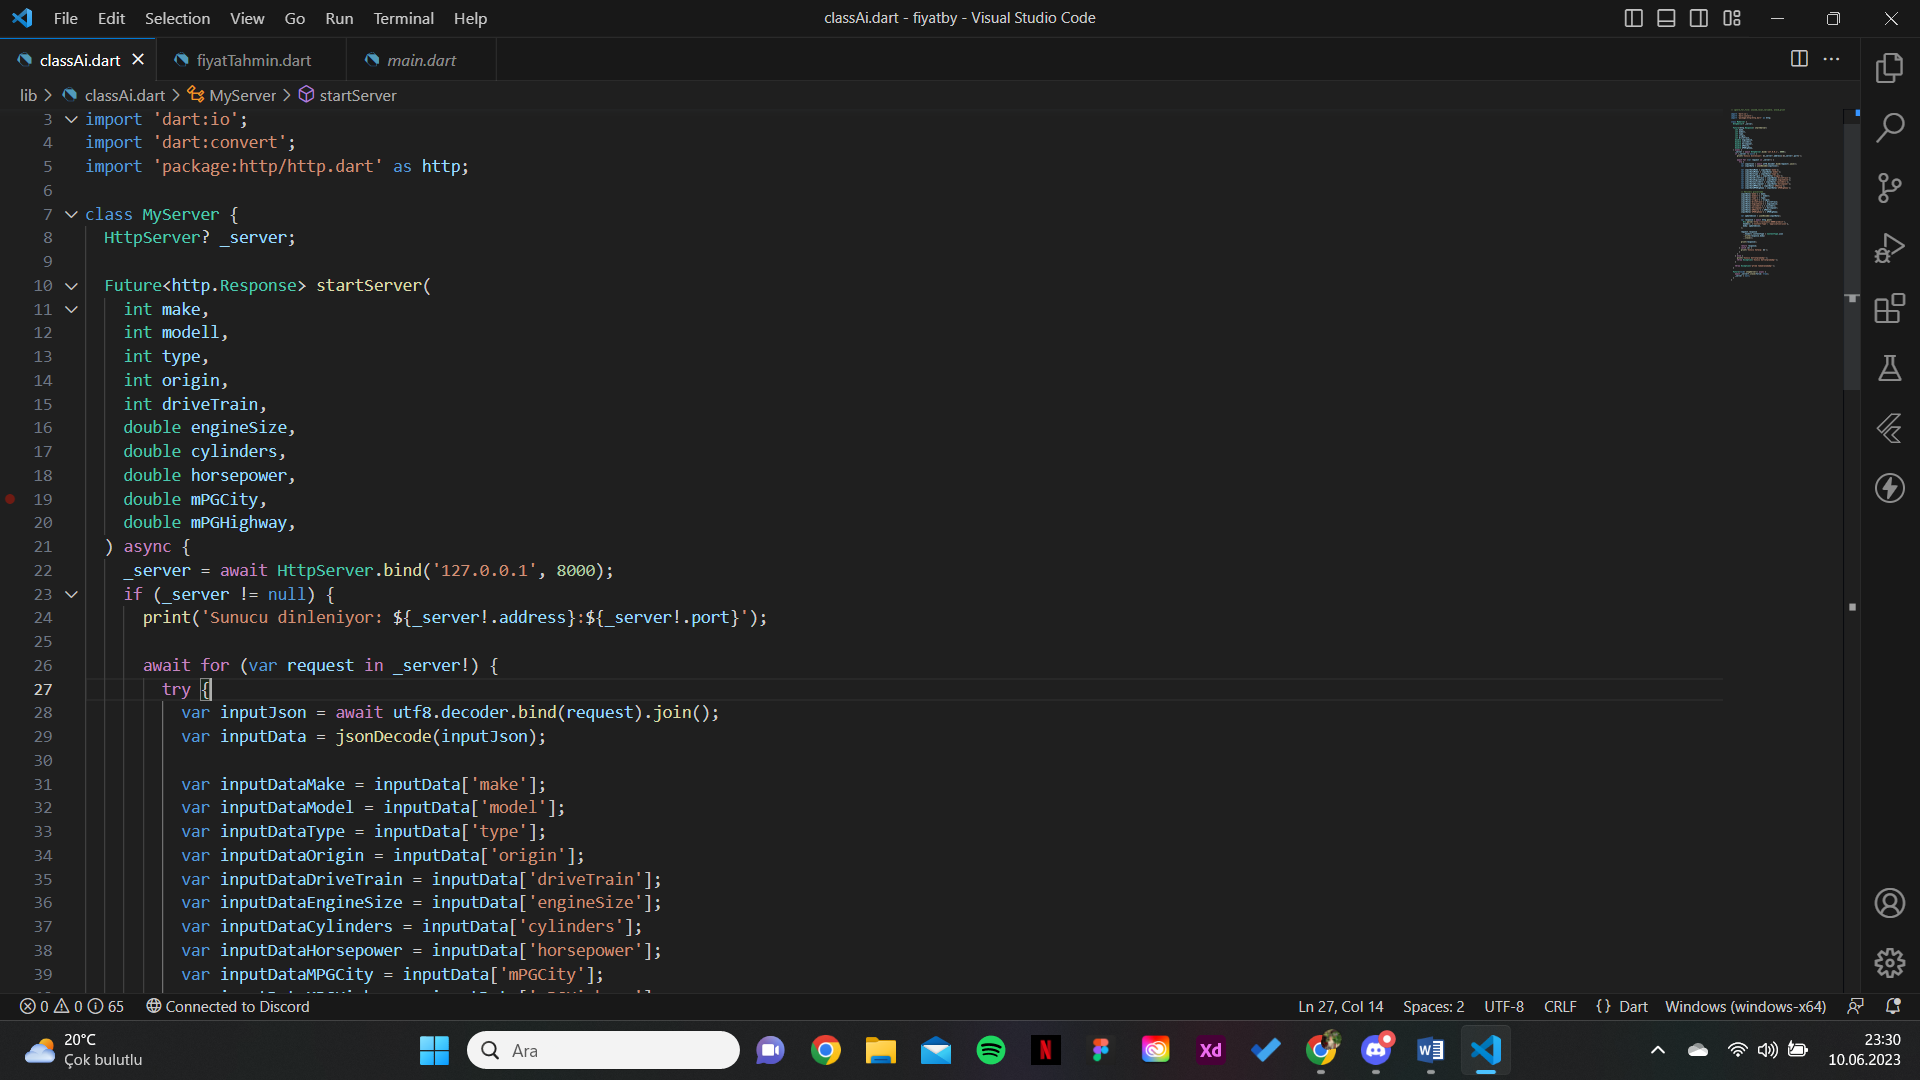 File Edit Selection View Go Run Terminal Help
classAi.dart - fiyatby - Visual Studio Code
classAi.dart fiyatTahmin.dart main.dart
lib > classAi.dart > MyServer > startServer
3 import 'dart:io';
4 import 'dart:convert';
5 import 'package:http/http.dart' as http;
6
7 class MyServer {
8 HttpServer? _server;
9
10 Future<http.Response> startServer(
11 int make,
12 int modell,
13 int type,
14 int origin,
15 int driveTrain,
16 double engineSize,
17 double cylinders,
18 double horsepower,
19 double mPGCity,
20 double mPGHighway,
21 ) async {
22 _server = await HttpServer.bind('127.0.0.1', 8000);
23 if (_server != null) {
24 print('Sunucu dinleniyor: ${_server!.address}:${_server!.port}');
25
26 await for (var request in _server!) {
27 try {
28 var inputJson = await utf8.decoder.bind(request).join();
29 var inputData = jsonDecode(inputJson);
30
31 var inputDataMake = inputData['make'];
32 var inputDataModel = inputData['model'];
33 var inputDataType = inputData['type'];
34 var inputDataOrigin = inputData['origin'];
35 var inputDataDriveTrain = inputData['driveTrain'];
36 var inputDataEngineSize = inputData['engineSize'];
37 var inputDataCylinders = inputData['cylinders'];
38 var inputDataHorsepower = inputData['horsepower'];
39 var inputDataMPGCity = inputData['mPGCity'];
0 0 65 Connected to Discord
Ln 27, Col 14 Spaces: 2 UTF-8 CRLF {} Dart Windows (windows-x64)
20°C
Çok bulutlu
Ara
Xd
23:30
10.06.2023